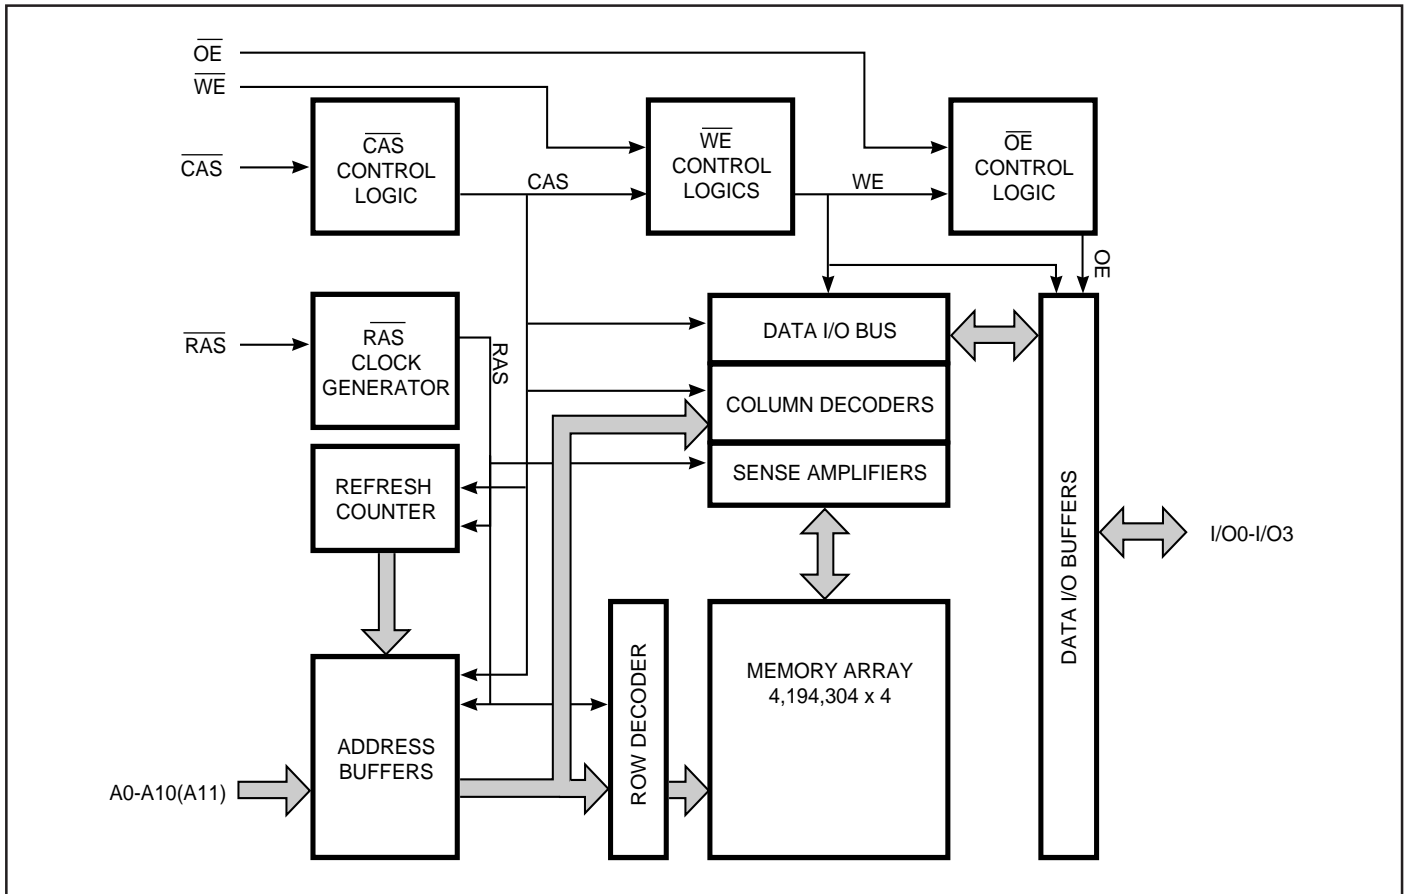 OE
WE
CAS
CAS
CONTROL
LOGIC
CAS
WE
CONTROL
LOGICS
WE
OE
CONTROL
LOGIC
OE
RAS
RAS
CLOCK
GENERATOR
RAS
DATA I/O BUS
COLUMN DECODERS
SENSE AMPLIFIERS
REFRESH
COUNTER
DATA I/O BUFFERS
I/O0-I/O3
ROW DECODER
MEMORY ARRAY
4,194,304 x 4
ADDRESS
BUFFERS
A0-A10(A11)